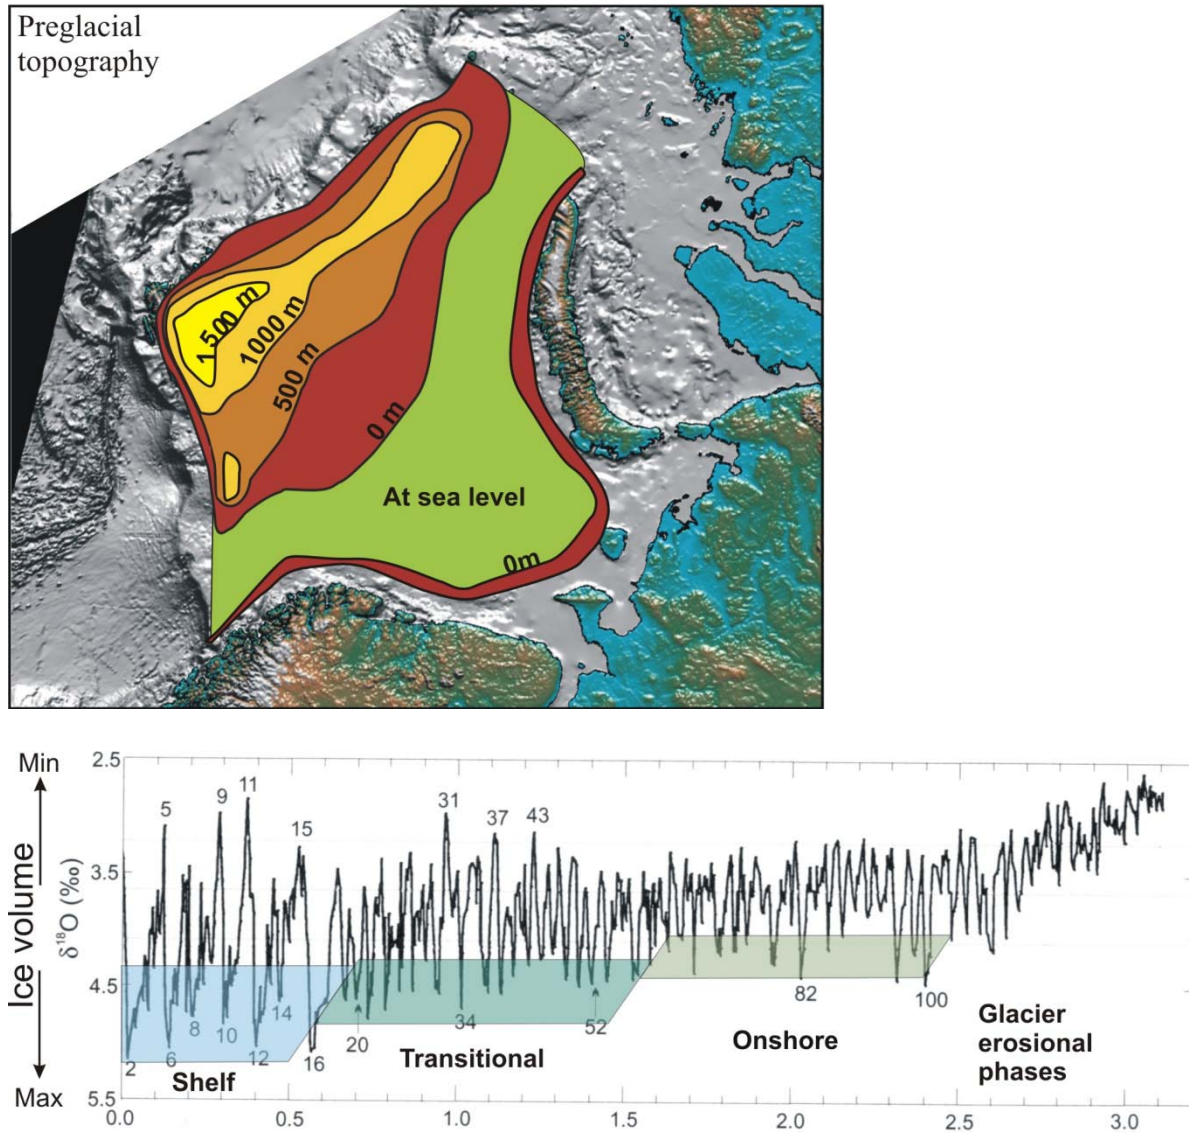 Preglacial
topography
1500 m
1000 m
500 m
0 m
At sea level
0m
Min
2.5
11
5
9
31
15
37
43
3.5
Ice volume
δ18O (‰)
4.5
8
14
82
100
10
20
34
52
2
6
12
16
Shelf
Transitional
Onshore
Glacier
erosional
phases
Max
5.5
0.0
0.5
1.0
1.5
2.0
2.5
3.0